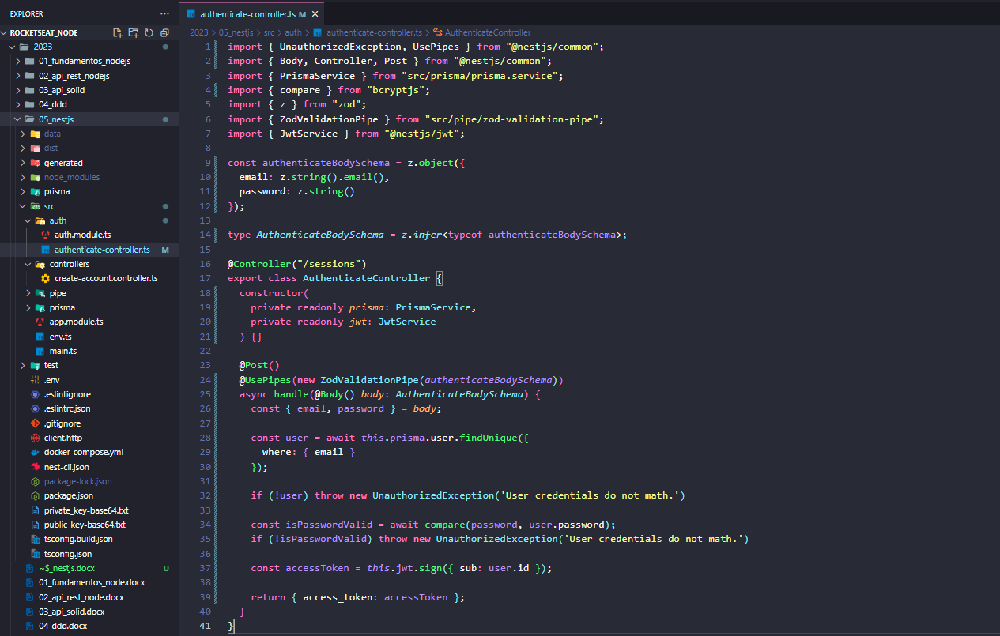 EXPLORER
ROCKETSEAT_NODE
2023
01_fundamentos_nodejs
02_api_rest_nodejs
03_api_solid
04_ddd
05_nestjs
data
dist
generated
node_modules
prisma
src
auth
auth.module.ts
authenticate-controller.ts M
controllers
create-account.controller.ts
pipe
prisma
app.module.ts
env.ts
main.ts
test
.env
.eslintignore
.eslintrc.json
.gitignore
client.http
docker-compose.yml
nest-cli.json
package-lock.json
package.json
private_key-base64.txt
public_key-base64.txt
tsconfig.build.json
tsconfig.json
~$_nestjs.docx U
01_fundamentos_node.docx
02_api_rest_node.docx
03_api_solid.docx
04_ddd.docx
authenticate-controller.ts M
2023 > 05_nestjs > src > auth > authenticate-controller.ts > AuthenticateController
1 import { UnauthorizedException, UsePipes } from "@nestjs/common";
2 import { Body, Controller, Post } from "@nestjs/common";
3 import { PrismaService } from "src/prisma/prisma.service";
4 import { compare } from "bcryptjs";
5 import { z } from "zod";
6 import { ZodValidationPipe } from "src/pipe/zod-validation-pipe";
7 import { JwtService } from "@nestjs/jwt";
8
9 const authenticateBodySchema = z.object({
10 email: z.string().email(),
11 password: z.string()
12 });
13
14 type AuthenticateBodySchema = z.infer<typeof authenticateBodySchema>;
15
16 @Controller("/sessions")
17 export class AuthenticateController {
18 constructor(
19 private readonly prisma: PrismaService,
20 private readonly jwt: JwtService
21 ) {}
22
23 @Post()
24 @UsePipes(new ZodValidationPipe(authenticateBodySchema))
25 async handle(@Body() body: AuthenticateBodySchema) {
26 const { email, password } = body;
27
28 const user = await this.prisma.user.findUnique({
29 where: { email }
30 });
31
32 if (!user) throw new UnauthorizedException('User credentials do not math.')
33
34 const isPasswordValid = await compare(password, user.password);
35 if (!isPasswordValid) throw new UnauthorizedException('User credentials do not math.')
36
37 const accessToken = this.jwt.sign({ sub: user.id });
38
39 return { access_token: accessToken };
40 }
41 }